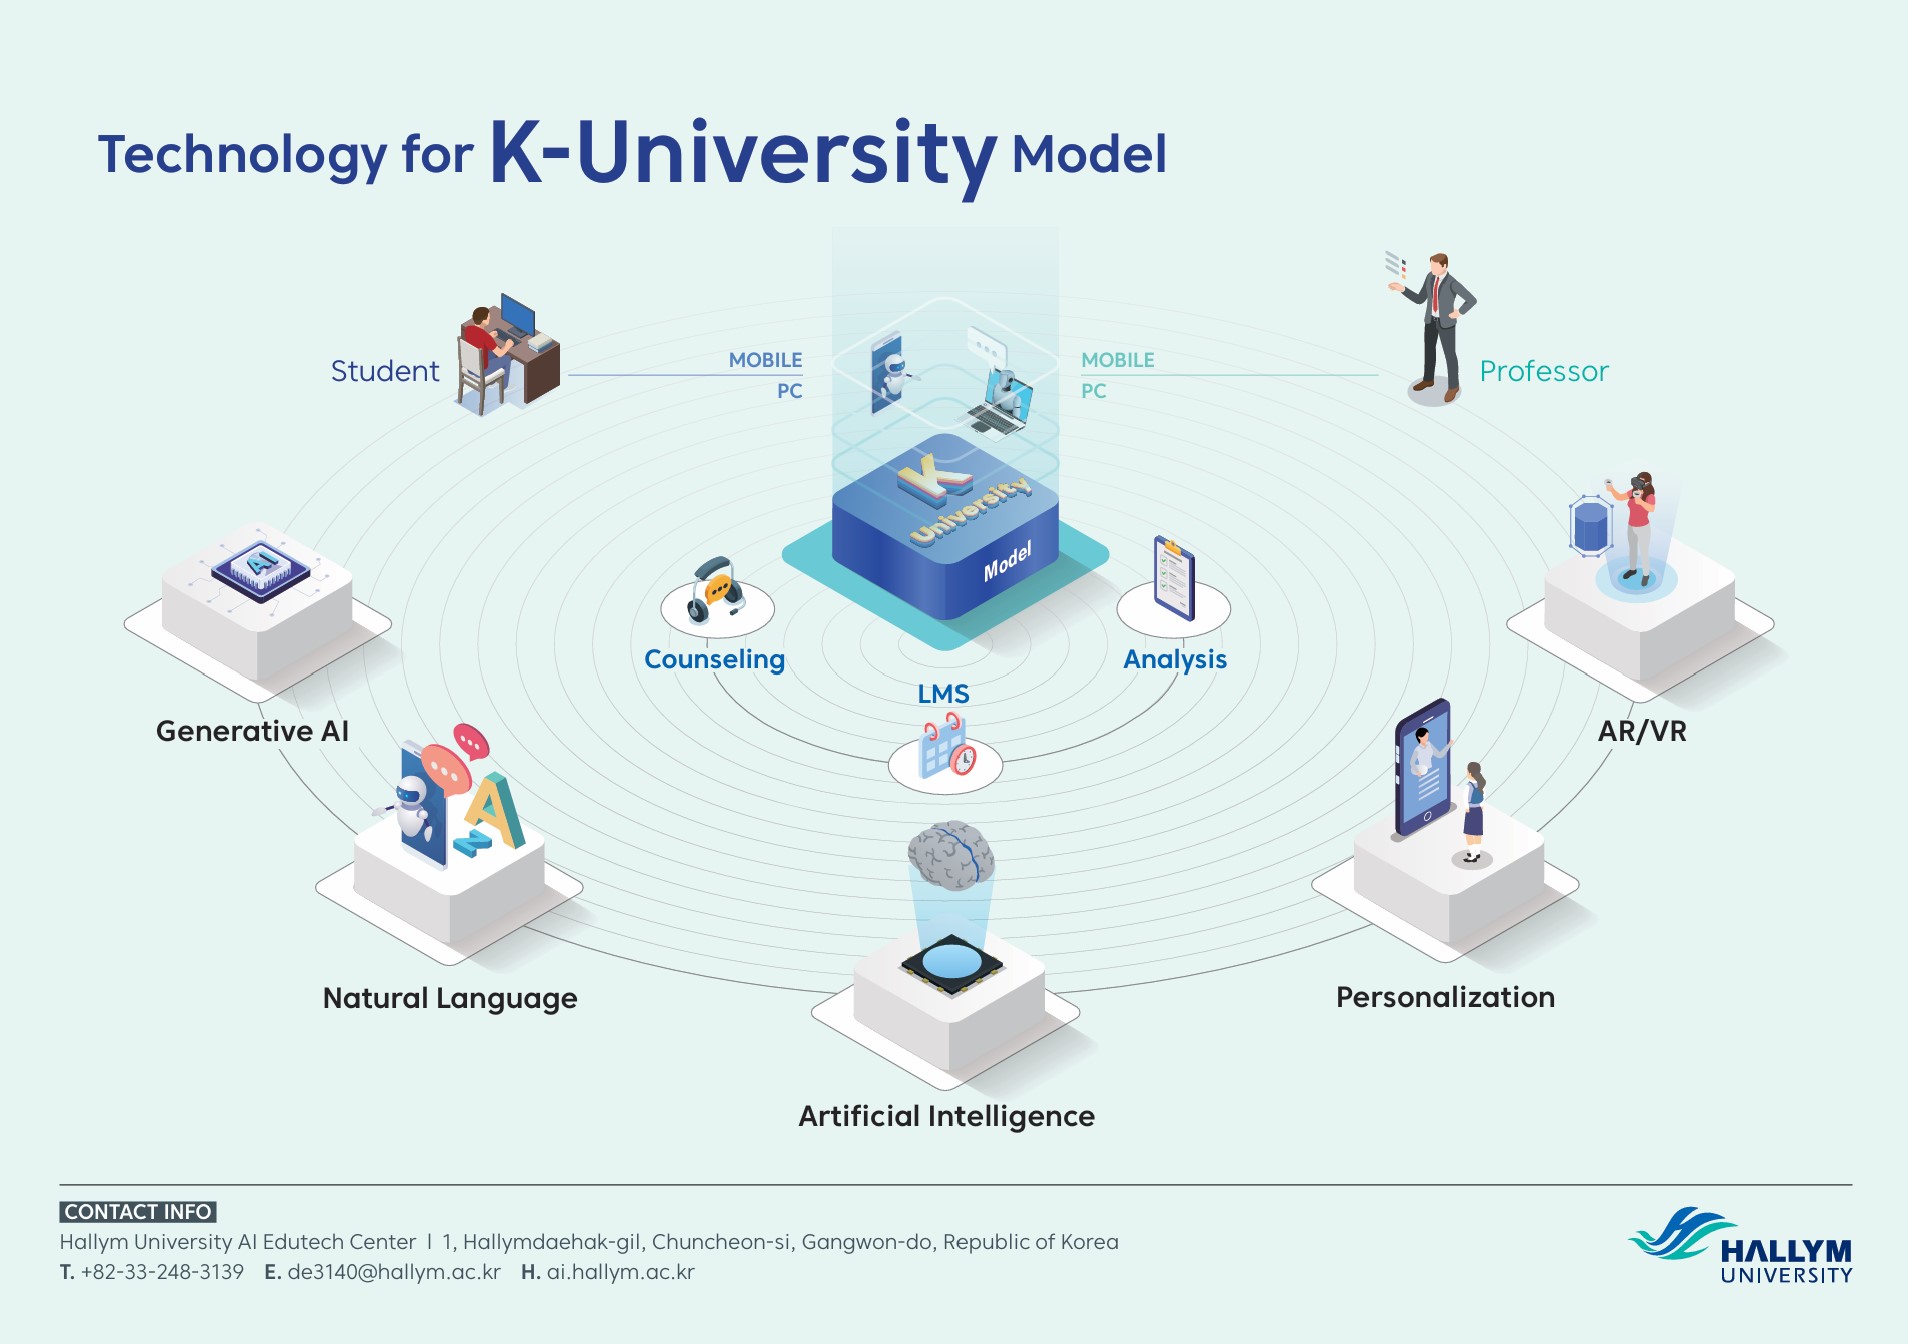 Technology for K-University Model
Student
MOBILE
PC
MOBILE
PC
Professor
K
University
Model
AI
Counseling
Analysis
LMS
Generative AI
AR/VR
A
N
Natural Language
Personalization
Artificial Intelligence
CONTACT INFO
Hallym University AI Edutech Center | 1, Hallymdaehak-gil, Chuncheon-si, Gangwon-do, Republic of Korea
T. +82-33-248-3139 E. de3140@hallym.ac.kr H. ai.hallym.ac.kr
HALLYM
UNIVERSITY